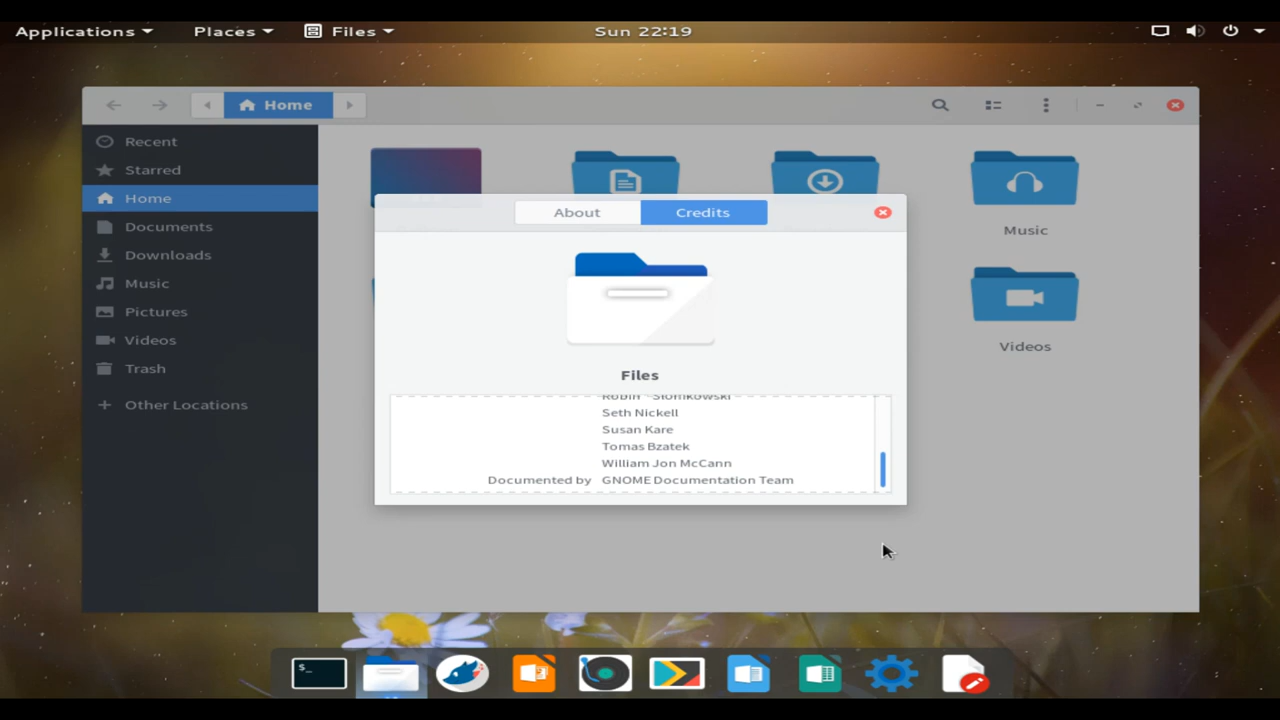 Applications
Places
Files
Sun 22:19
Home
Recent
Starred
Home
Documents
Downloads
Music
Pictures
Videos
Trash
Other Locations
Music
Videos
About
Credits
Files
Seth Nickell
Susan Kare
Tomas Bzatek
William Jon McCann
Documented by GNOME Documentation Team
$_